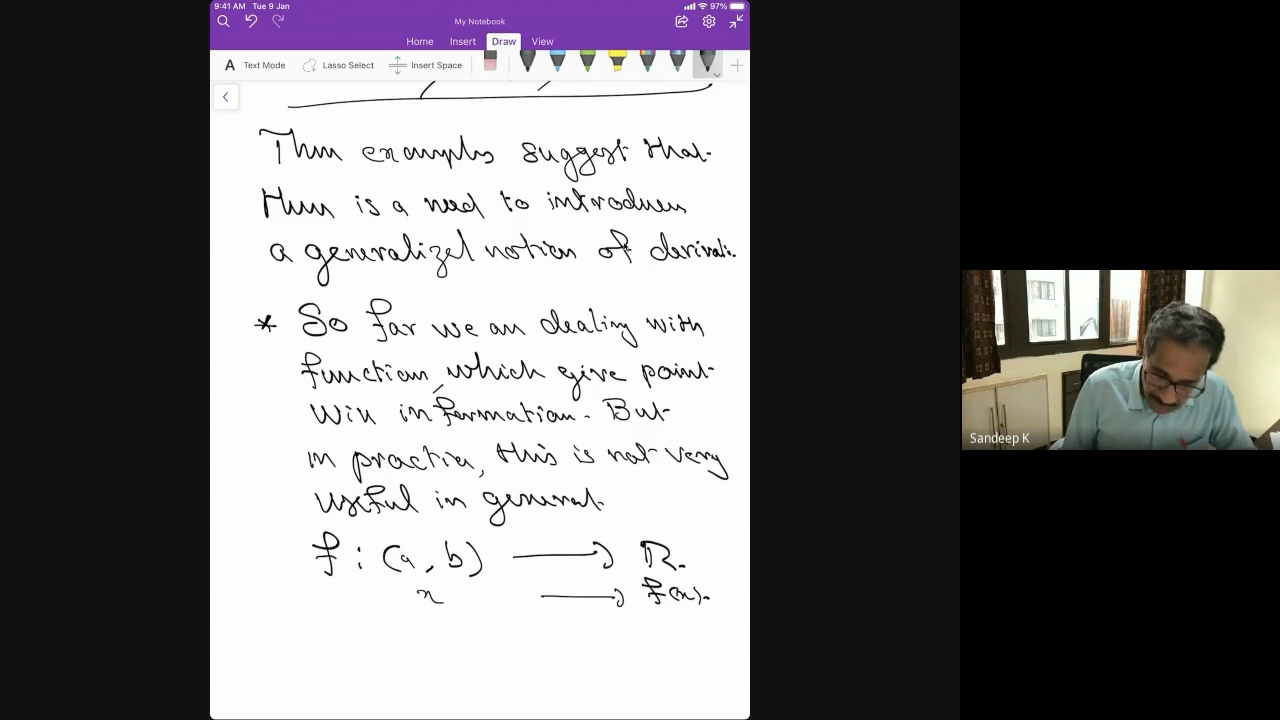 9:41 AM Tue 9 Jan
97%
My Notebook
Home Insert Draw View
A Text Mode Lasso Select Insert Space
These examples suggest that
there is a need to introduce
a generalized notion of derivati.
* So far we are dealing with
function, which give point-
wise information. But
in practice, this is not very
useful in general.
f : (a, b) ⟶ R.
x ⟶ f(x).
Sandeep K